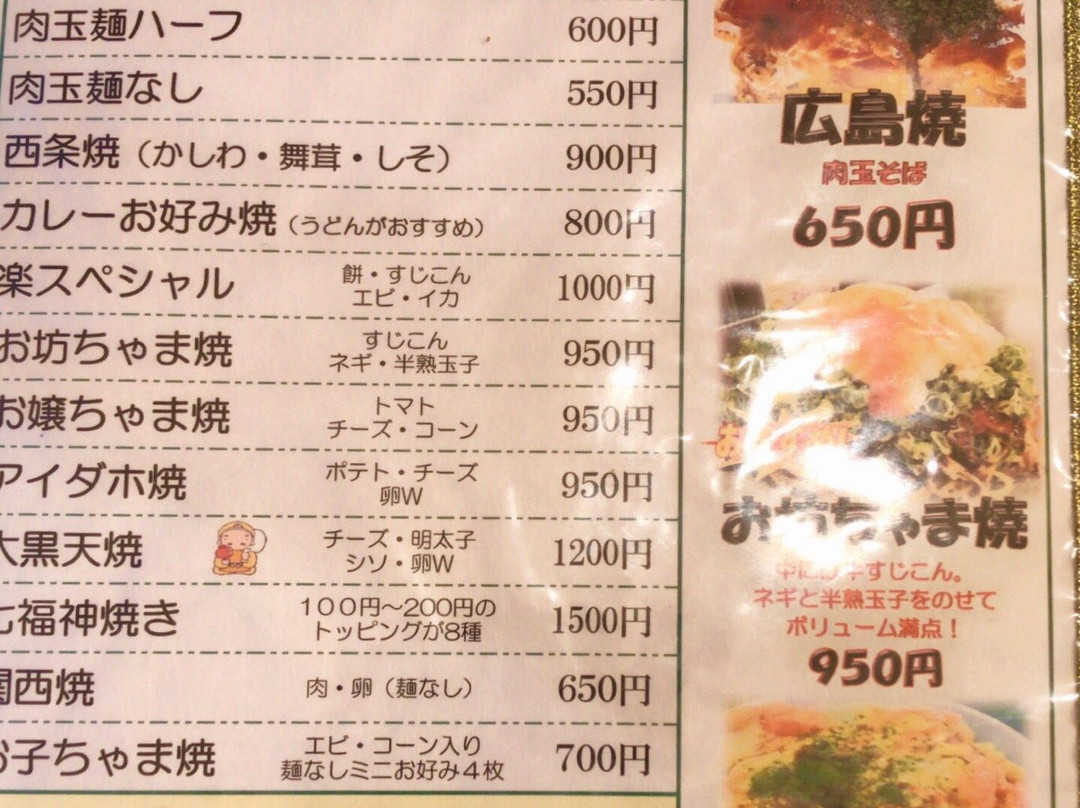 肉玉麺ハーフ 600円
肉玉麺なし 550円
西条焼（かしわ・舞茸・しそ） 900円
カレーお好み焼（うどんがおすすめ） 800円
楽スペシャル 餅・すじこん 1000円
エビ・イカ
お坊ちゃま焼 すじこん 950円
ネギ・半熟玉子
お嬢ちゃま焼 トマト 950円
チーズ・コーン
アイダホ焼 ポテト・チーズ 950円
卵W
大黒天焼 チーズ・明太子 1200円
シソ・卵W
七福神焼き 100円〜200円の 1500円
トッピングが8種
関西焼 肉・卵（麺なし） 650円
お子ちゃま焼 エビ・コーン入り 700円
麺なしミニお好み4枚
広島焼
肉玉そば
650円
お坊ちゃま焼
中には牛すじこん。
ネギと半熟玉子をのせて
ボリューム満点！
950円